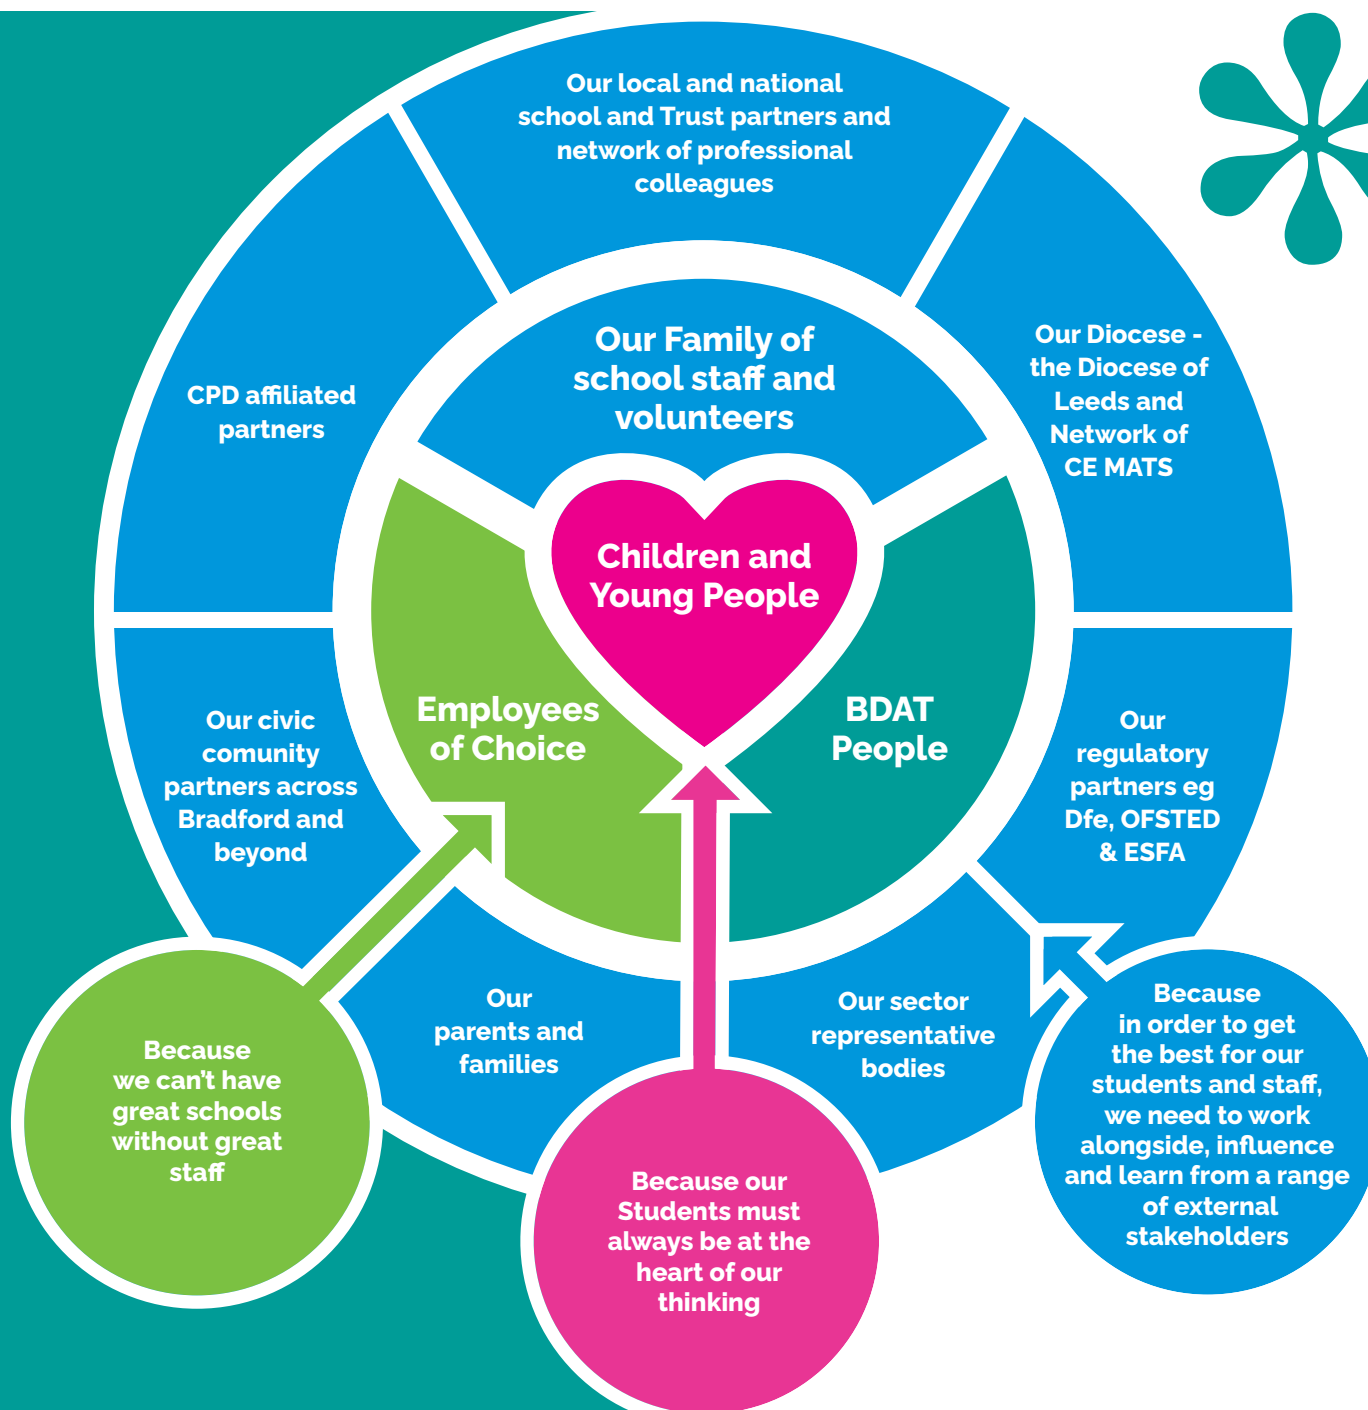 Our local and national
school and Trust partners and
network of professional
colleagues
Our Diocese -
the Diocese of
Leeds and
Network of
CE MATS
CPD affiliated
partners
Our Family of
school staff and
volunteers
Children and
Young People
Employees
of Choice
BDAT
People
Our civic
comunity
partners across
Bradford and
beyond
Our
regulatory
partners eg
Dfe, OFSTED
& ESFA
Our
parents and
families
Our sector
representative
bodies
Because
we can't have
great schools
without great
staff
Because our
Students must
always be at the
heart of our
thinking
Because
in order to get
the best for our
students and staff,
we need to work
alongside, influence
and learn from a range
of external
stakeholders